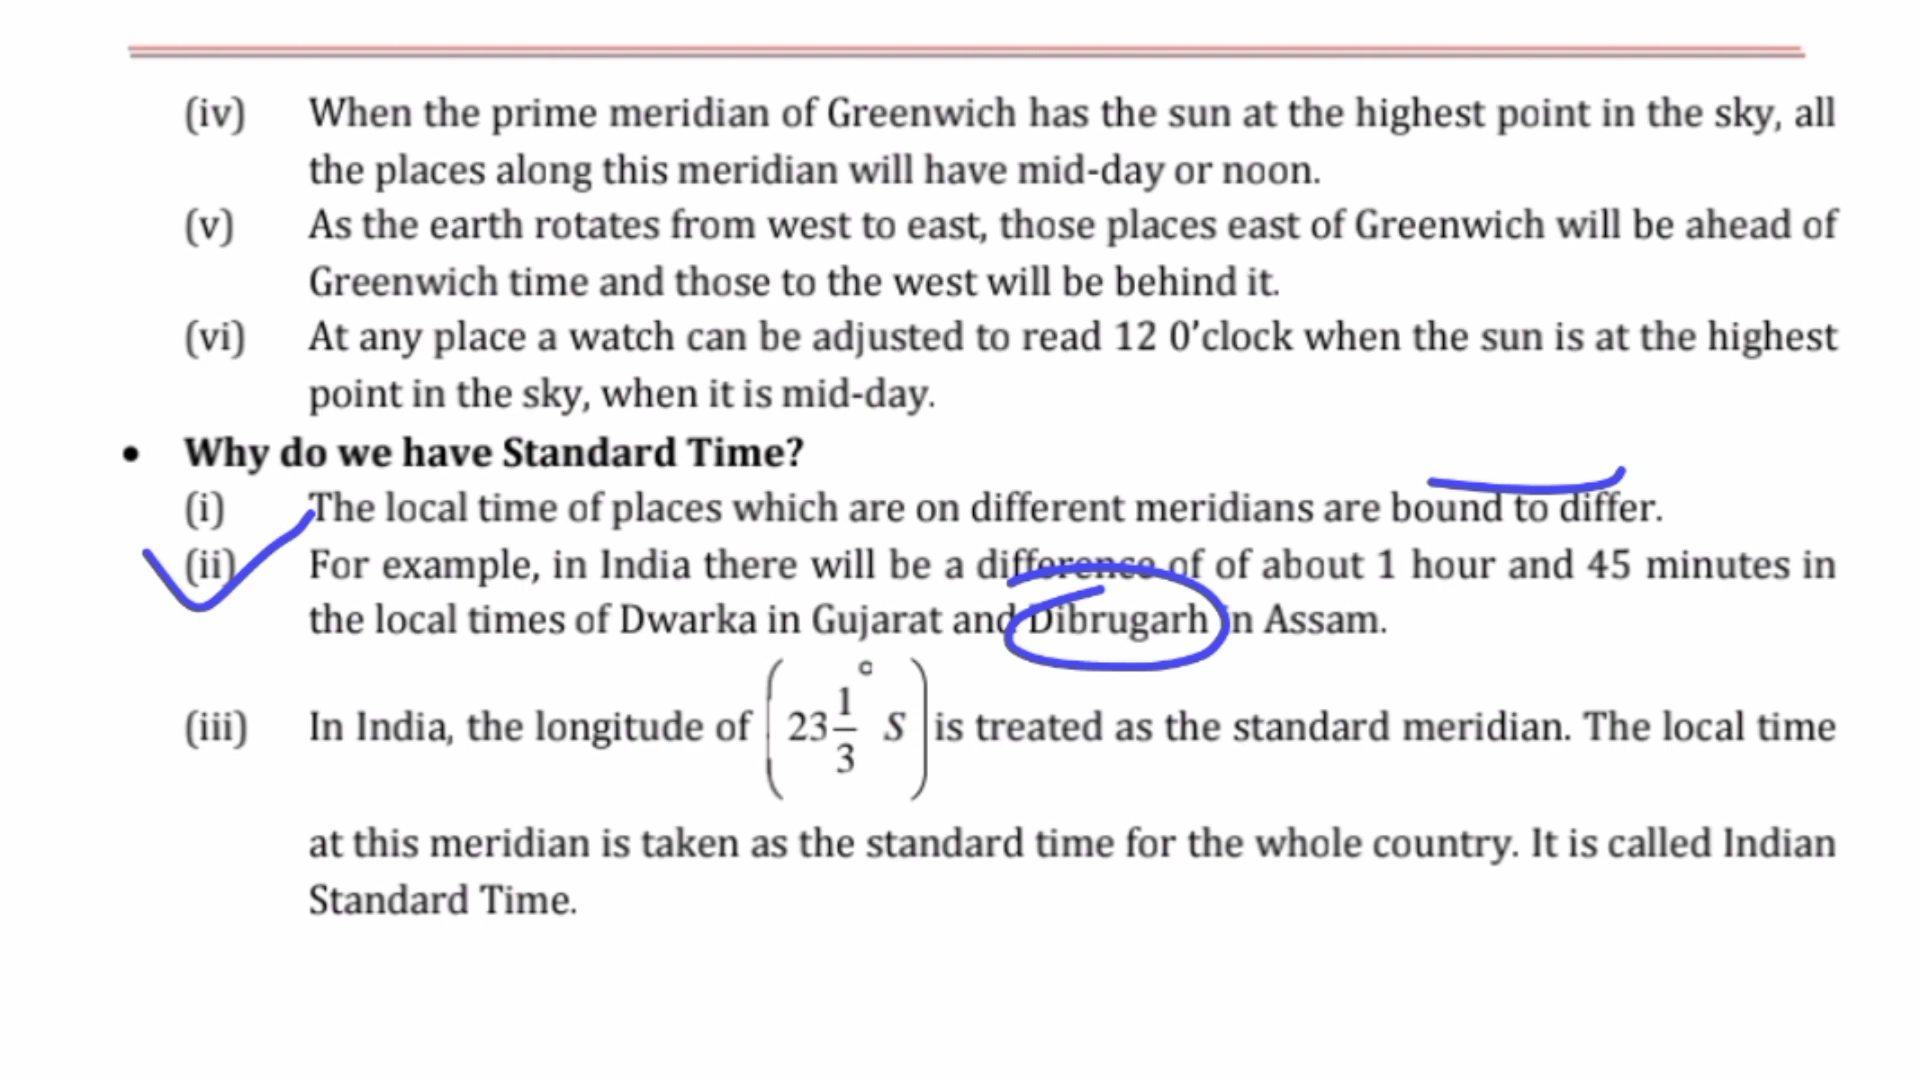 (iv) When the prime meridian of Greenwich has the sun at the highest point in the sky, all
the places along this meridian will have mid-day or noon.
(v) As the earth rotates from west to east, those places east of Greenwich will be ahead of
Greenwich time and those to the west will be behind it.
(vi) At any place a watch can be adjusted to read 12 0'clock when the sun is at the highest
point in the sky, when it is mid-day.
• Why do we have Standard Time?
(i) The local time of places which are on different meridians are bound to differ.
(ii) For example, in India there will be a difference of of about 1 hour and 45 minutes in
the local times of Dwarka in Gujarat and Dibrugarh in Assam.
(iii) In India, the longitude of (23 1/3° S) is treated as the standard meridian. The local time
at this meridian is taken as the standard time for the whole country. It is called Indian
Standard Time.